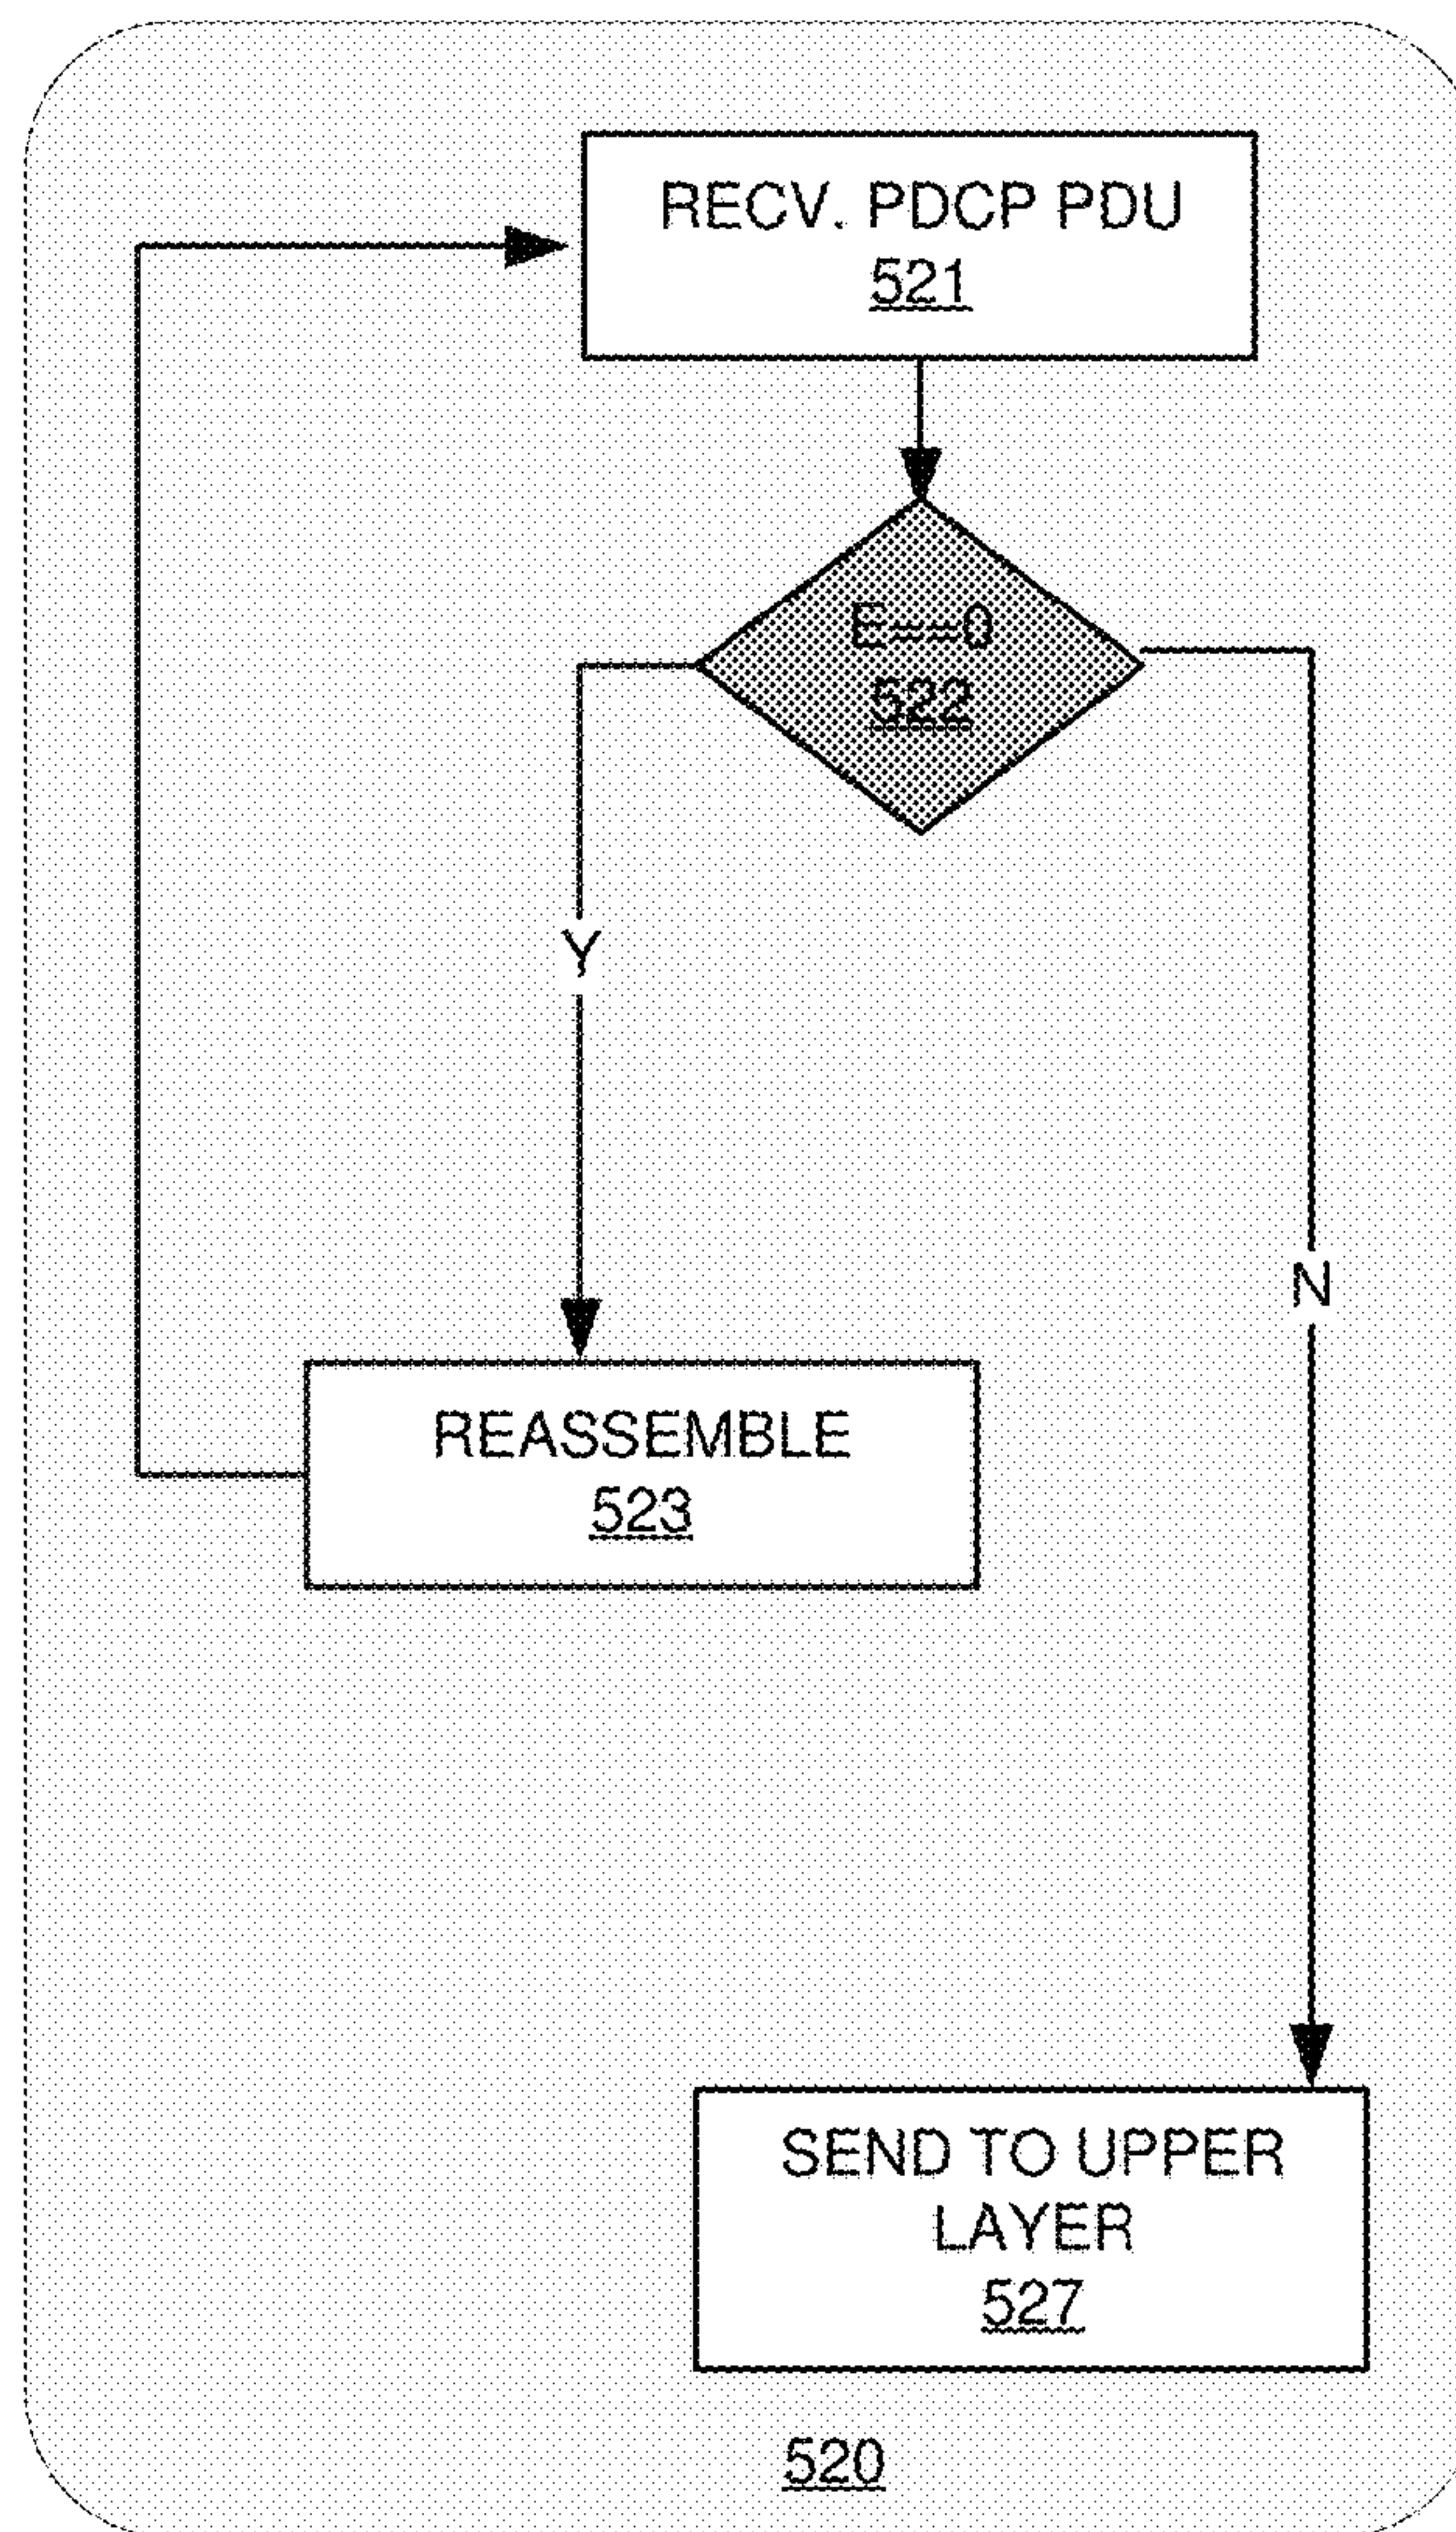 RECV. PDCP PDU
521
E==0
522
Y
N
REASSEMBLE
523
SEND TO UPPER
LAYER
527
520